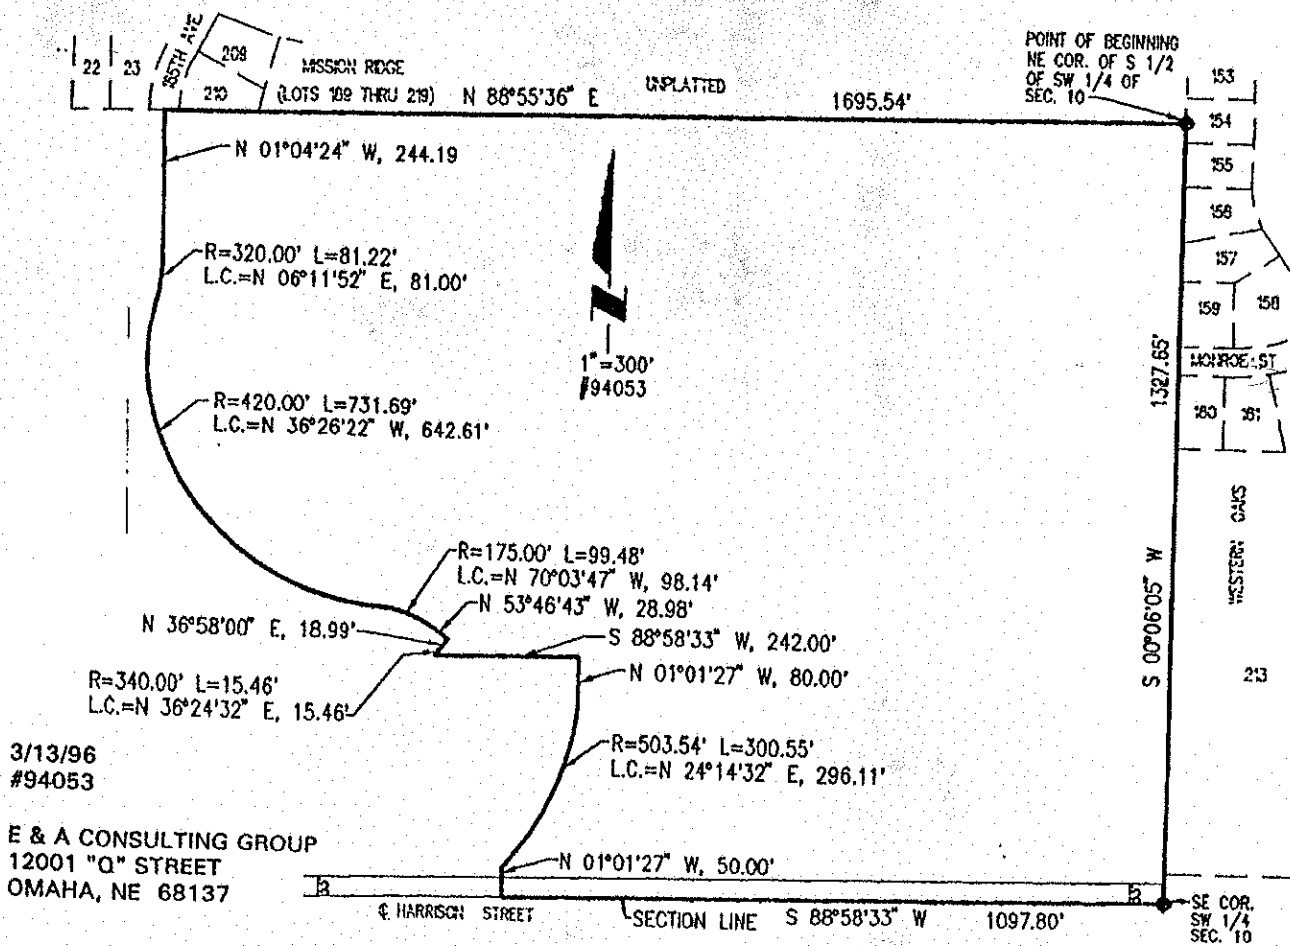 POINT OF BEGINNING
NE COR. OF S 1/2
OF SW 1/4 OF
SEC. 10
185TH AVE
22
23
209
210
MISSION RIDGE
(LOTS 189 THRU 219)
N 88°55'36" E
UNPLATTED
1695.54'
153
154
155
156
157
158
159
MONROE ST
160
161
N 01°04'24" W, 244.19
R=320.00' L=81.22'
L.C.=N 06°11'52" E, 81.00'
1"=300'
#94053
1327.65'
R=420.00' L=731.69'
L.C.=N 36°26'22" W, 642.61'
WESTERN OAKS
S 00°06'05" W
213
R=175.00' L=99.48'
L.C.=N 70°03'47" W, 98.14'
N 53°46'43" W, 28.98'
N 36°58'00" E, 18.99'
S 88°58'33" W, 242.00'
N 01°01'27" W, 80.00'
R=340.00' L=15.46'
L.C.=N 36°24'32" E, 15.46'
R=503.54' L=300.55'
L.C.=N 24°14'32" E, 296.11'
3/13/96
#94053
E & A CONSULTING GROUP
12001 "Q" STREET
OMAHA, NE 68137
N 01°01'27" W, 50.00'
℄ HARRISON STREET
SECTION LINE
S 88°58'33" W
1097.80'
SE COR.
SW 1/4
SEC. 10